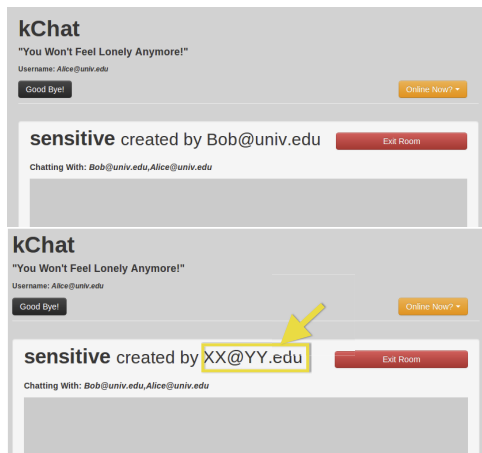 kChat
"You Won't Feel Lonely Anymore!"
Username: Alice@univ.edu
Good Bye!
Online Now?
sensitive created by Bob@univ.edu
Exit Room
Chatting With: Bob@univ.edu,Alice@univ.edu
kChat
"You Won't Feel Lonely Anymore!"
Username: Alice@univ.edu
Good Bye!
Online Now?
sensitive created by XX@YY.edu
Exit Room
Chatting With: Bob@univ.edu,Alice@univ.edu